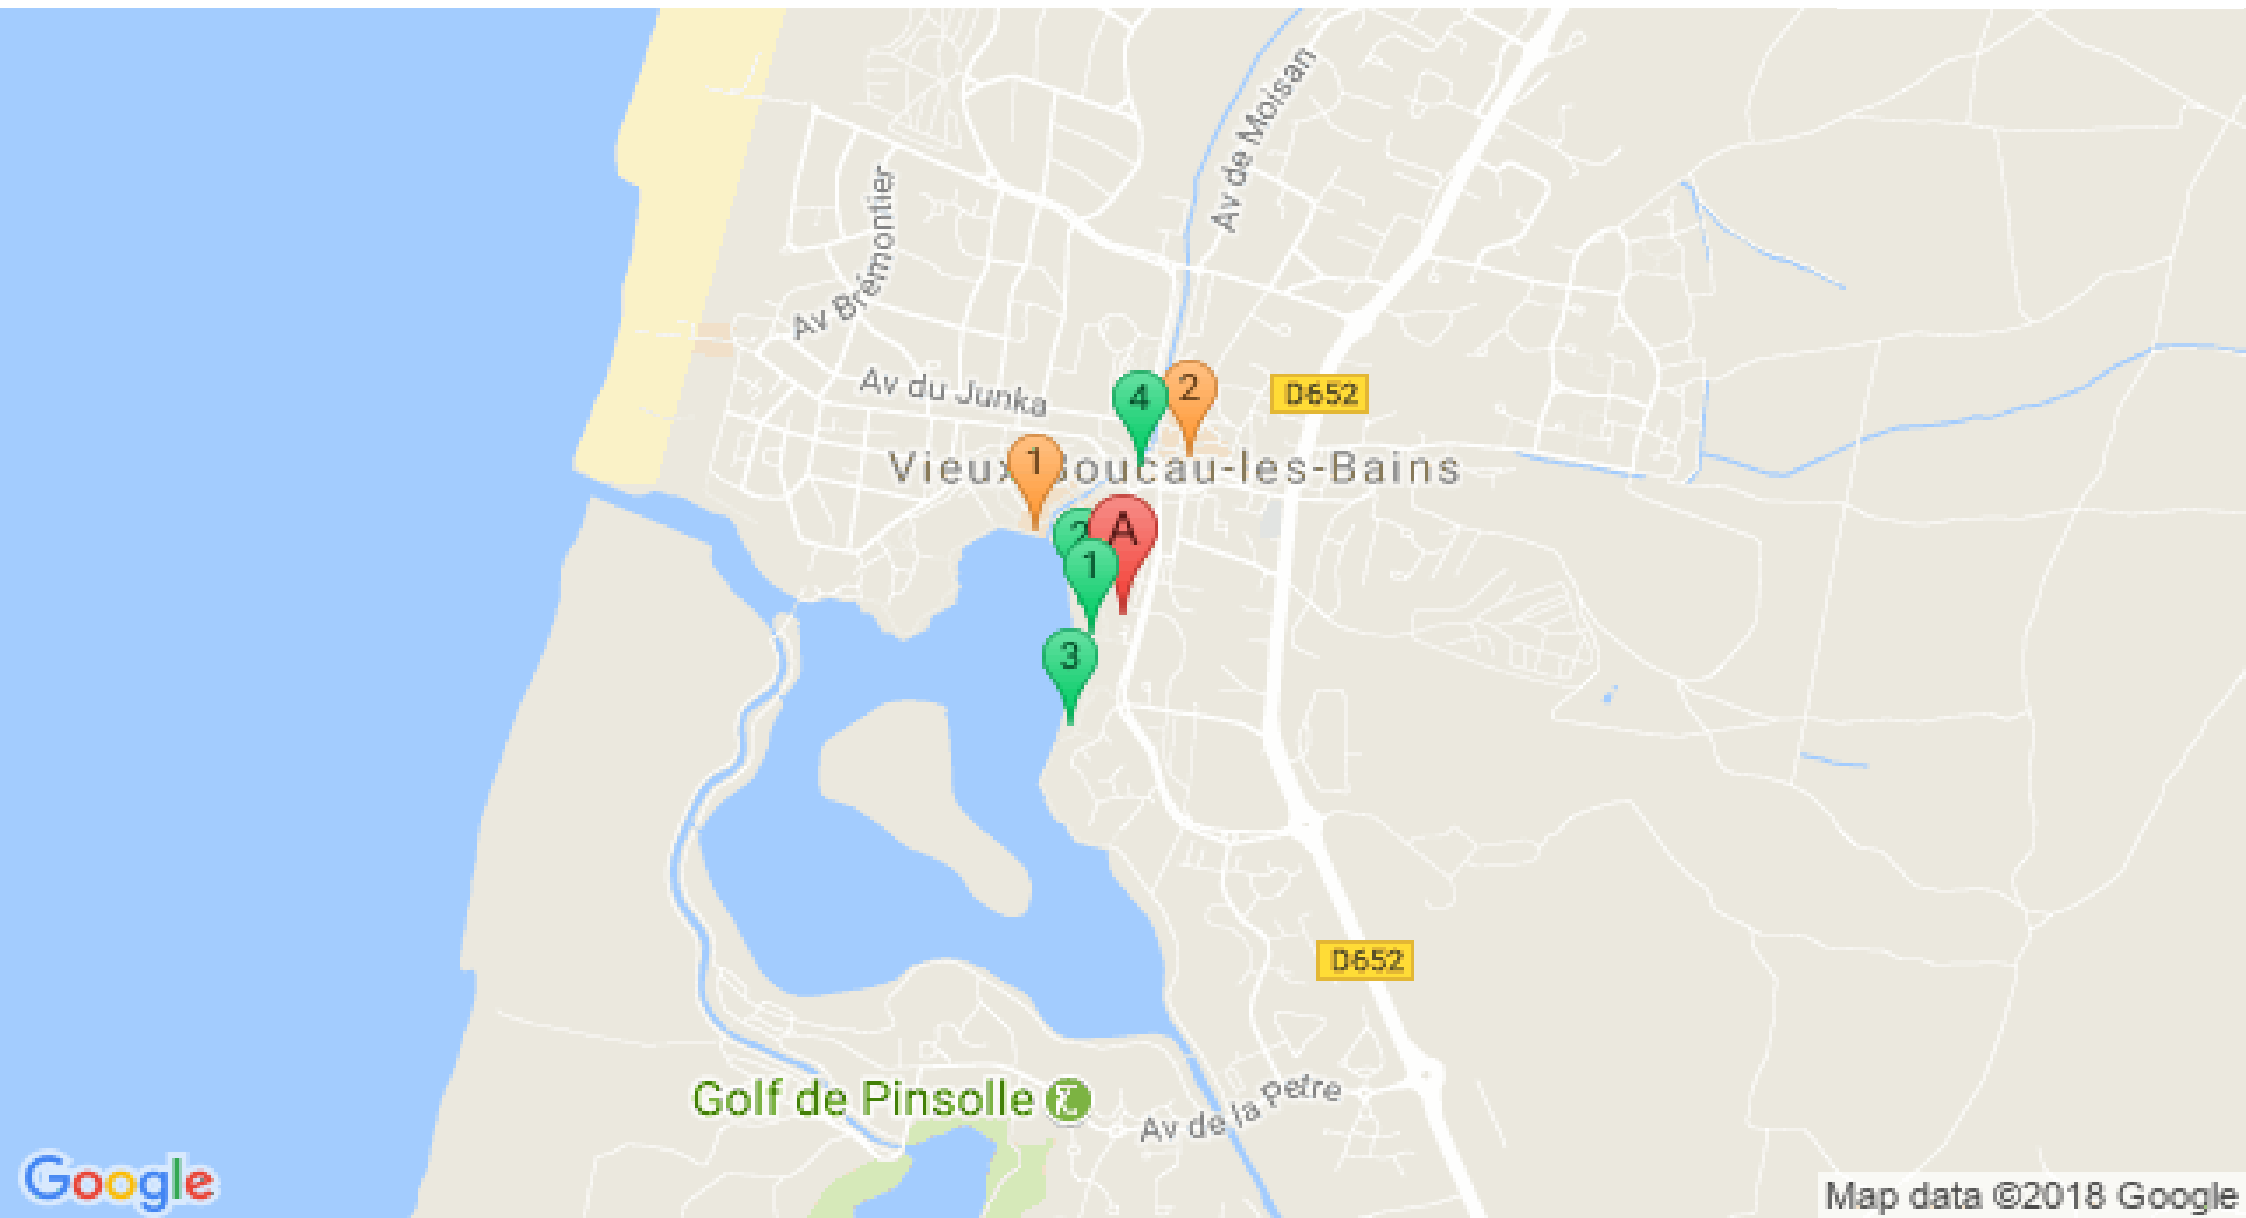 Av de Moisan
Av Brémontier
Av du Junka
4
2
D652
1
Vieux-Boucau-les-Bains
2
A
1
3
D652
Golf de Pinsolle
Av de la Petre
Google
Map data ©2018 Google